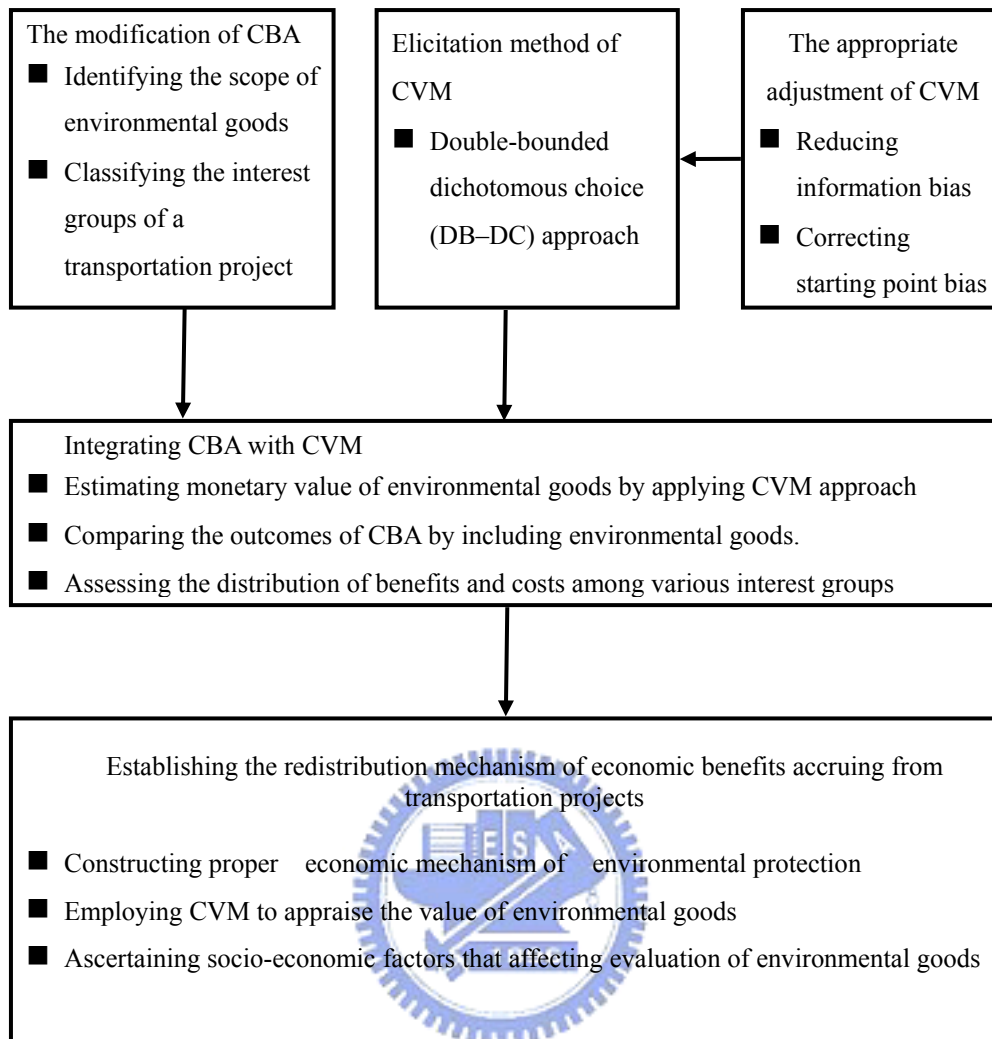 The modification of CBA
■ Identifying the scope of
environmental goods
■ Classifying the interest
groups of a
transportation project
Elicitation method of
CVM
■ Double-bounded
dichotomous choice
(DB–DC) approach
The appropriate
adjustment of CVM
■ Reducing
information bias
■ Correcting
starting point bias
Integrating CBA with CVM
■ Estimating monetary value of environmental goods by applying CVM approach
■ Comparing the outcomes of CBA by including environmental goods.
■ Assessing the distribution of benefits and costs among various interest groups
Establishing the redistribution mechanism of economic benefits accruing from
transportation projects
■ Constructing proper economic mechanism of environmental protection
■ Employing CVM to appraise the value of environmental goods
■ Ascertaining socio-economic factors that affecting evaluation of environmental goods